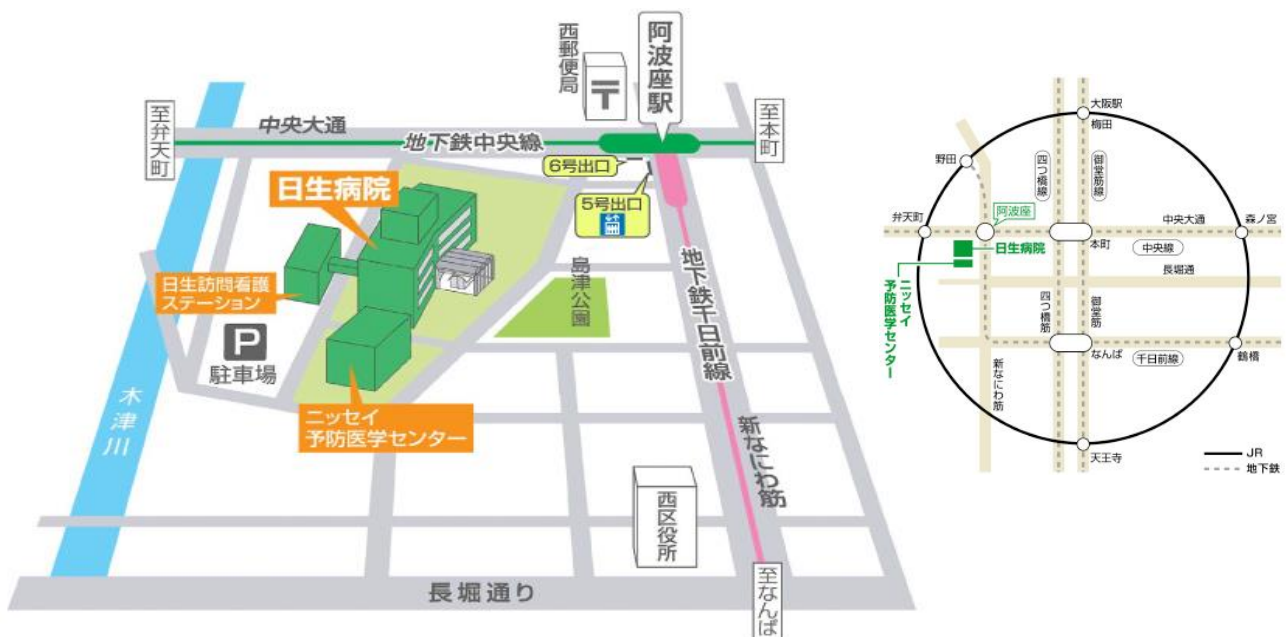 西郵便局
〒
阿波座駅
至弁天町
中央大通
地下鉄中央線
至本町
6号出口
5号出口
日生病院
日生訪問看護
ステーション
P
駐車場
島津公園
地下鉄千日前線
木津川
ニッセイ
予防医学センター
新なにわ筋
西区役所
長堀通り
至なんば
大阪駅
梅田
野田
四つ橋線
御堂筋線
弁天町
阿波座
中央大通
森ノ宮
日生病院
本町
中央線
長堀通
ニッセイ
予防医学センター
四つ橋筋
御堂筋
なんば
千日前線
鶴橋
新なにわ筋
天王寺
JR
地下鉄